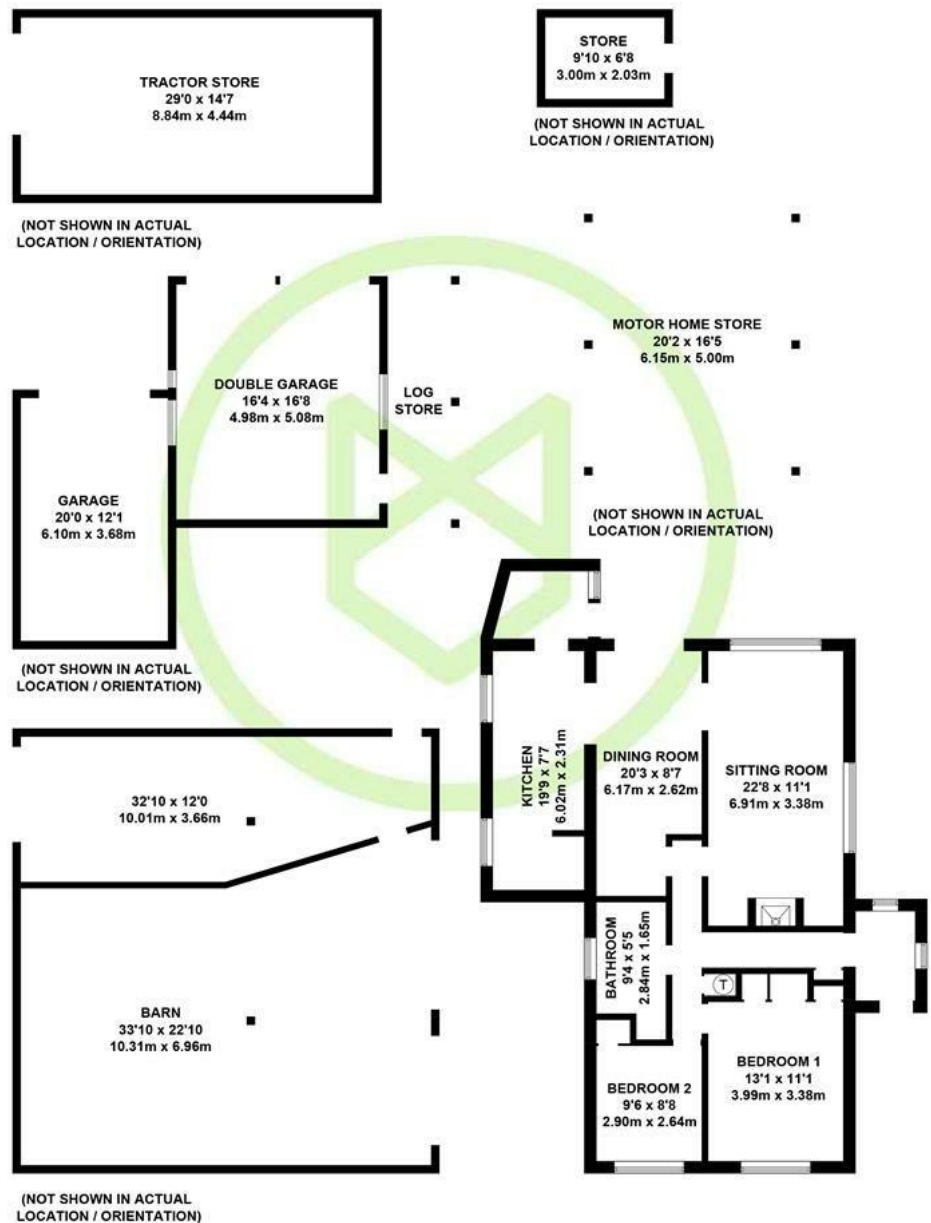 TRACTOR STORE
29'0 x 14'7
8.84m x 4.44m
(NOT SHOWN IN ACTUAL
LOCATION / ORIENTATION)
STORE
9'10 x 6'8
3.00m x 2.03m
(NOT SHOWN IN ACTUAL
LOCATION / ORIENTATION)
MOTOR HOME STORE
20'2 x 16'5
6.15m x 5.00m
(NOT SHOWN IN ACTUAL
LOCATION / ORIENTATION)
DOUBLE GARAGE
16'4 x 16'8
4.98m x 5.08m
LOG
STORE
GARAGE
20'0 x 12'1
6.10m x 3.68m
(NOT SHOWN IN ACTUAL
LOCATION / ORIENTATION)
KITCHEN
19'9 x 7'7
6.02m x 2.31m
DINING ROOM
20'3 x 8'7
6.17m x 2.62m
SITTING ROOM
22'8 x 11'1
6.91m x 3.38m
32'10 x 12'0
10.01m x 3.66m
BATHROOM
9'4 x 5'5
2.84m x 1.65m
T
BARN
33'10 x 22'10
10.31m x 6.96m
BEDROOM 1
13'1 x 11'1
3.99m x 3.38m
BEDROOM 2
9'6 x 8'8
2.90m x 2.64m
(NOT SHOWN IN ACTUAL
LOCATION / ORIENTATION)